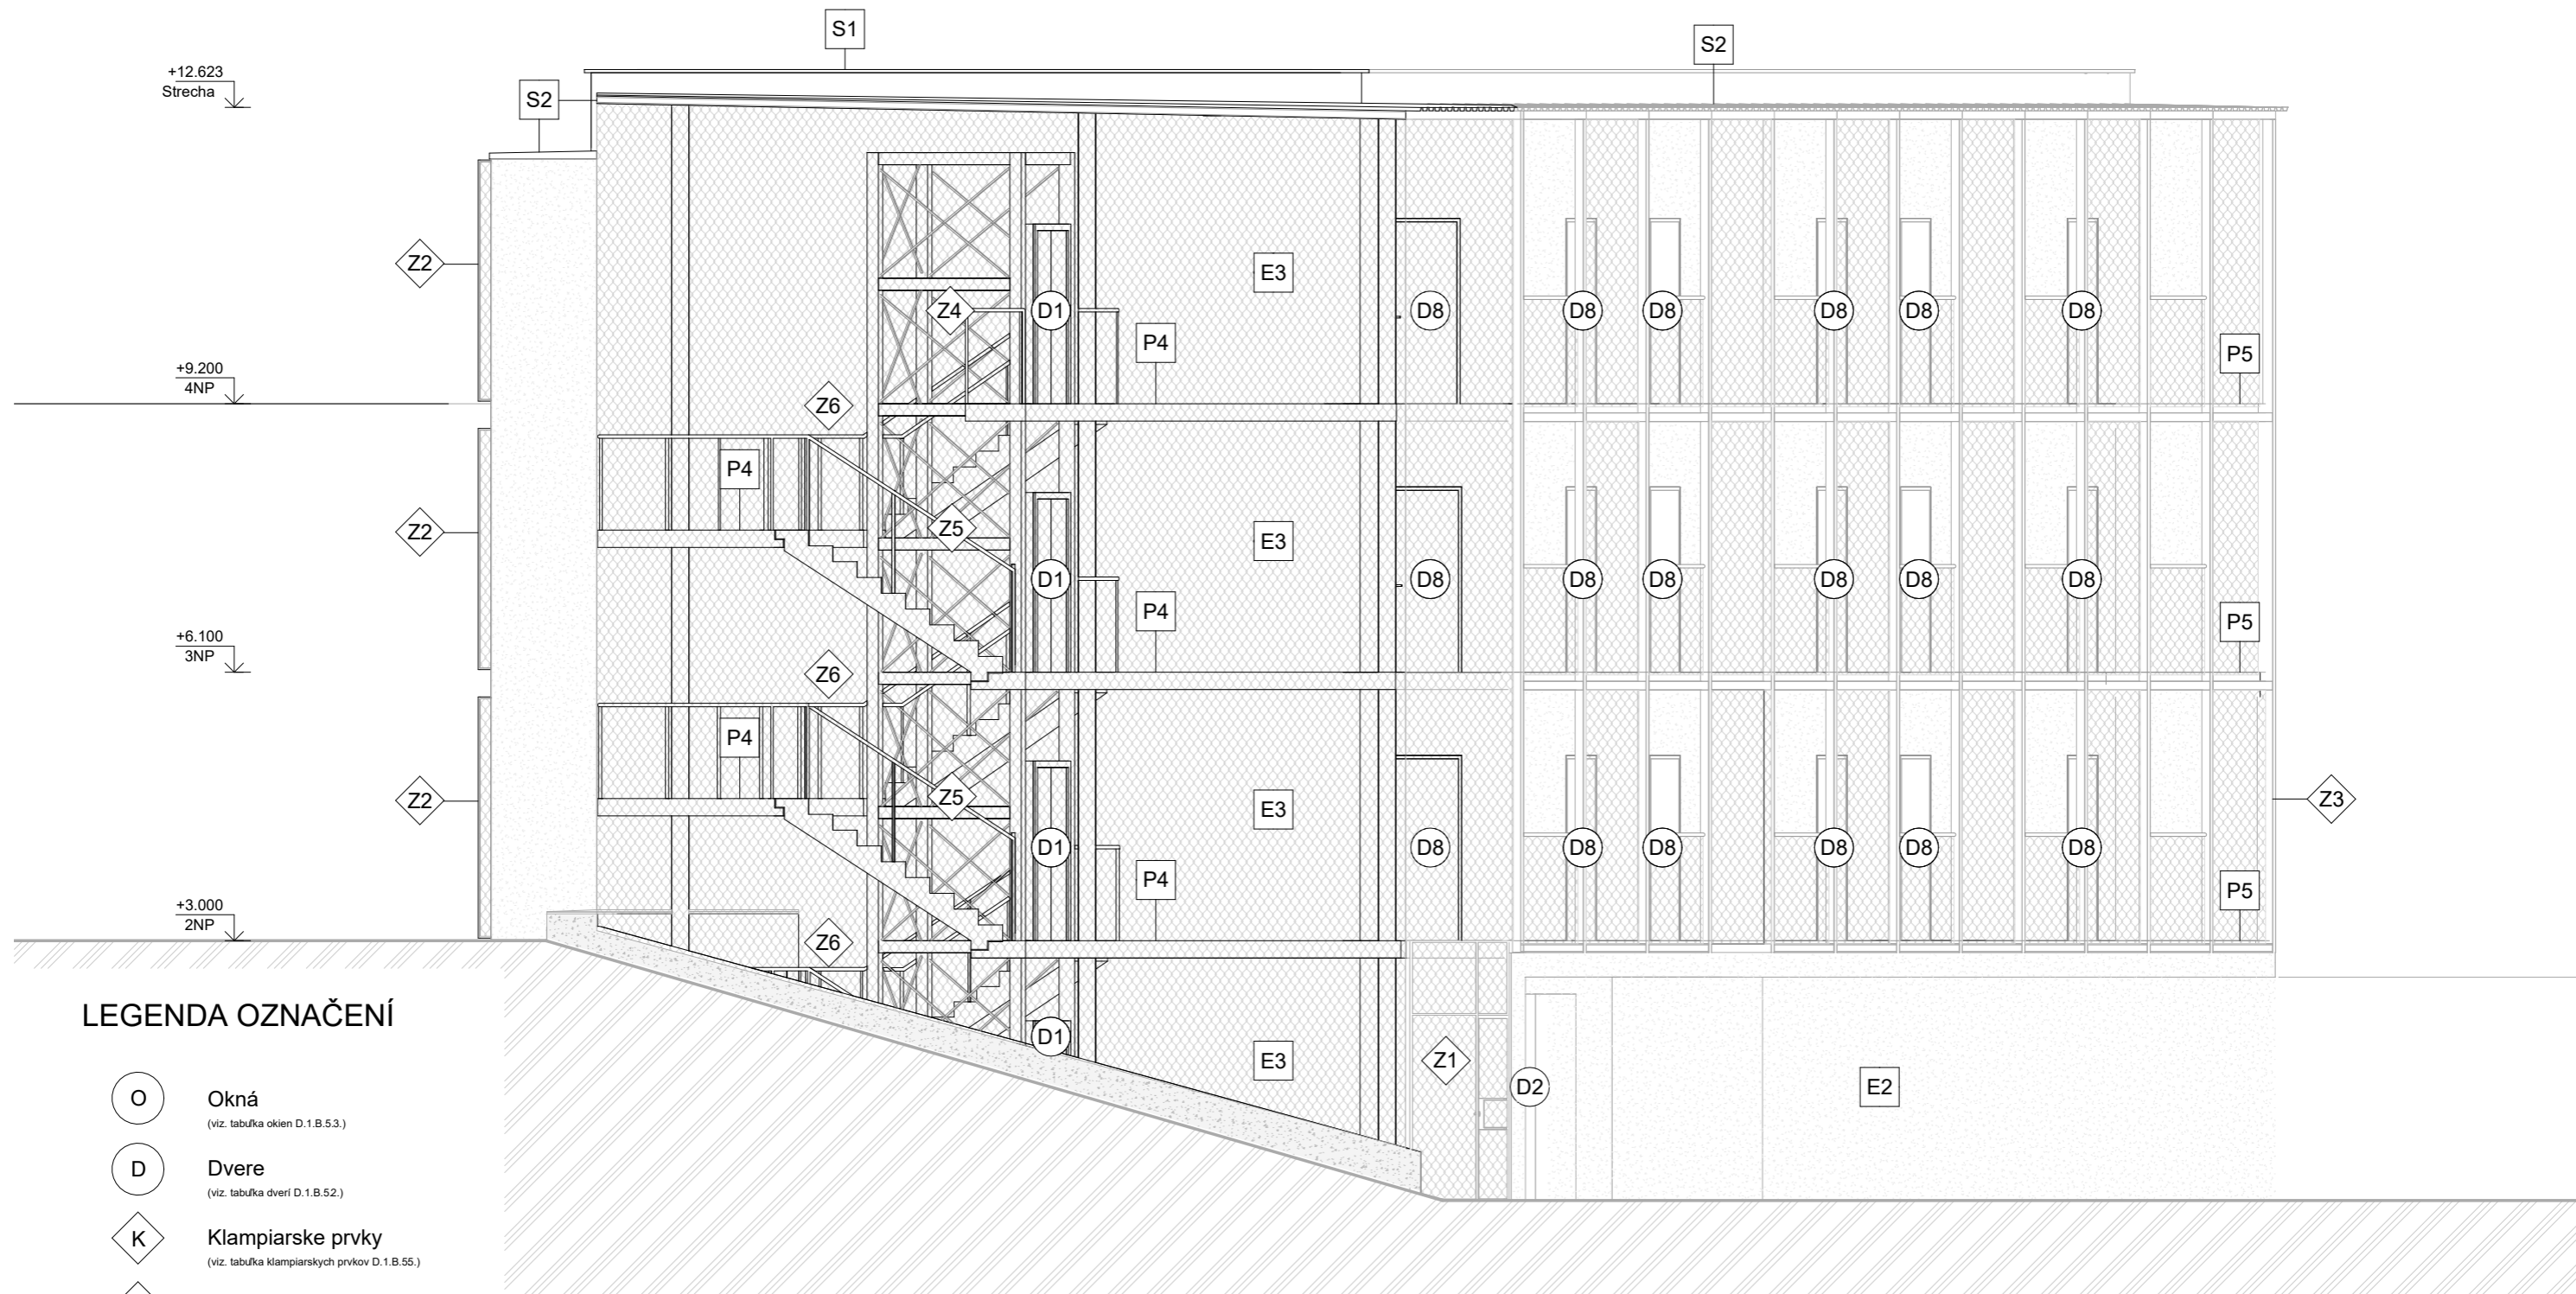 S1
S2
+12.623
Strecha
S2
Z2
E3
Z4
D1
D8
D8
D8
D8
D8
D8
P4
P5
+9.200
4NP
Z6
P4
Z2
Z5
E3
D1
D8
D8
D8
D8
D8
D8
P4
P5
+6.100
3NP
Z6
P4
Z2
Z5
E3
Z3
D1
D8
D8
D8
D8
D8
D8
P4
P5
+3.000
2NP
Z6
D1
E3
Z1
D2
E2
LEGENDA OZNAČENÍ
O
Okná
(viz. tabuľka okien D.1.B.5.3.)
D
Dvere
(viz. tabuľka dverí D.1.B.52.)
K
Klampiarske prvky
(viz. tabuľka klampiarskych prvkov D.1.B.55.)